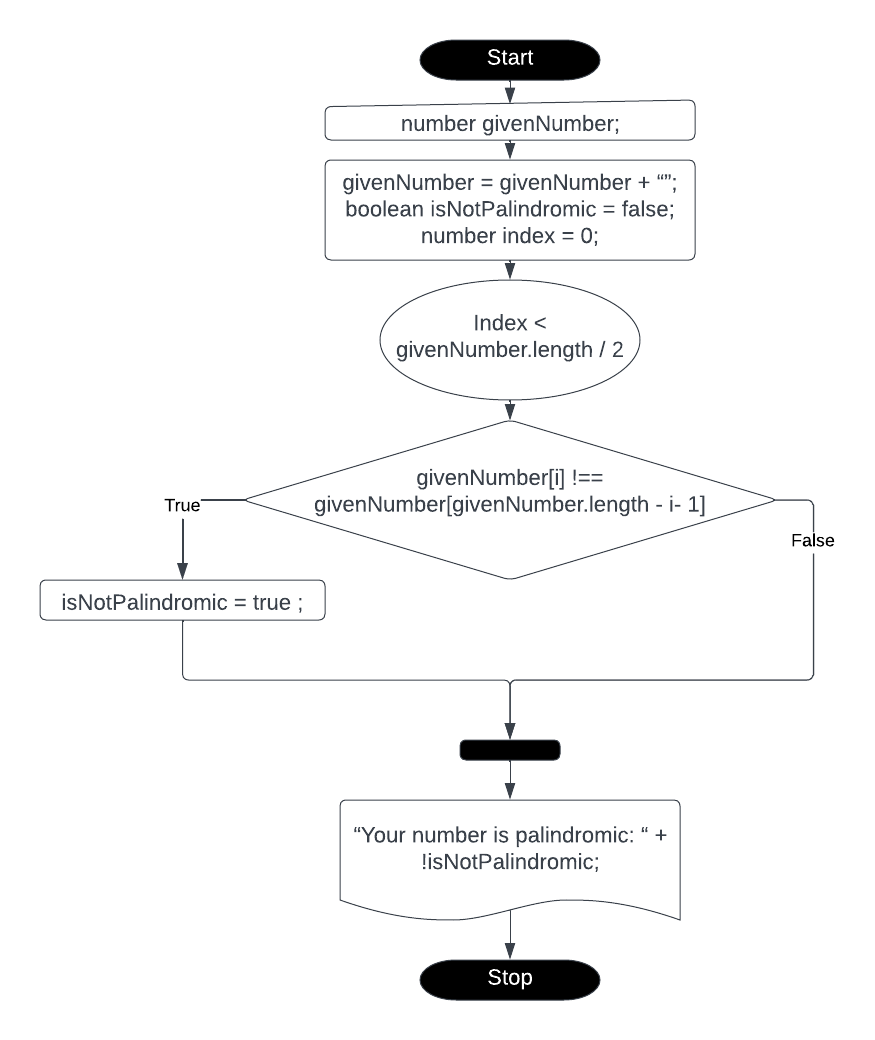 Start
number givenNumber;
givenNumber = givenNumber + “”;
boolean isNotPalindromic = false;
number index = 0;
Index <
givenNumber.length / 2
givenNumber[i] !==
givenNumber[givenNumber.length - i- 1]
True
False
isNotPalindromic = true ;
“Your number is palindromic: “ +
!isNotPalindromic;
Stop